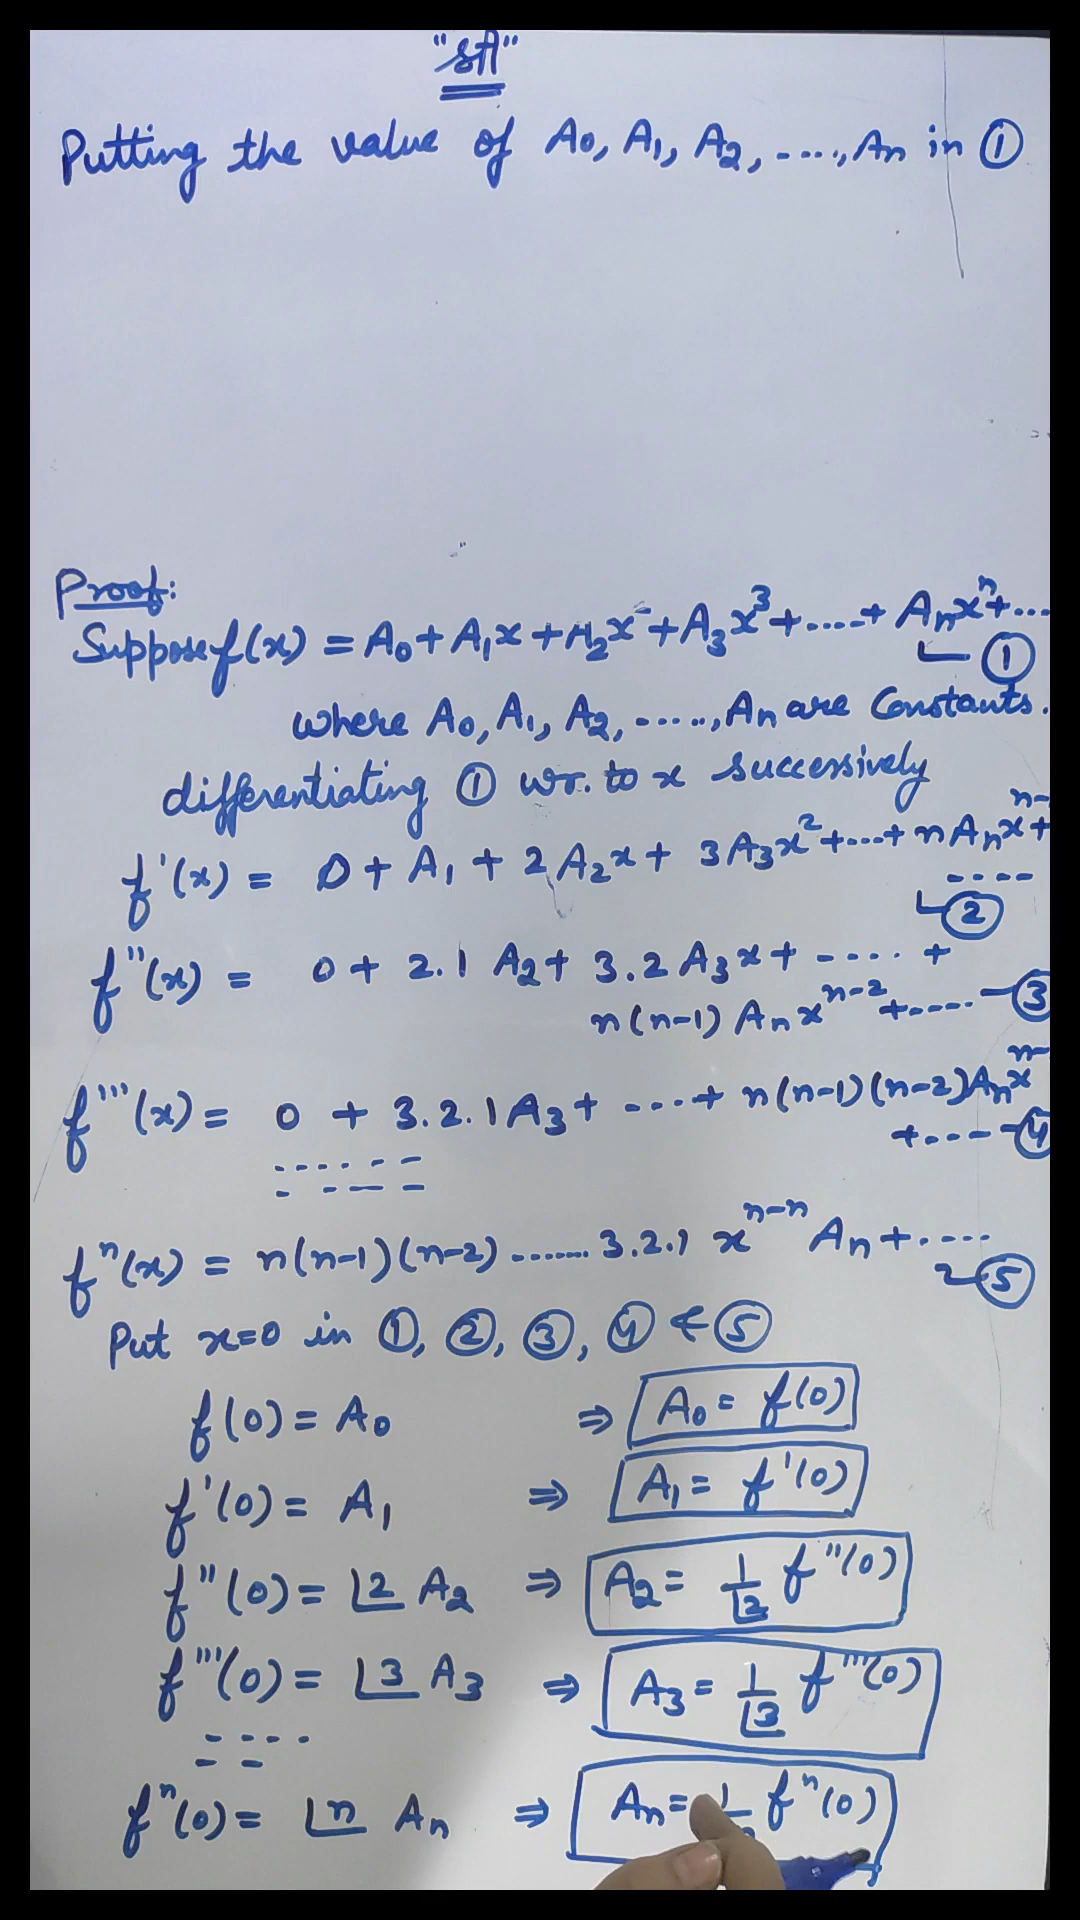 "श्री"
Putting the value of A₀, A₁, A₂, ....., Aₙ in ①
Proof:
Suppose f(x) = A₀ + A₁x + A₂x² + A₃x³ + ..... + Aₙxⁿ + ...
①
where A₀, A₁, A₂, ......, Aₙ are Constants.
differentiating ① wr. to x successively
f'(x) = 0 + A₁ + 2A₂x + 3A₃x² + .... + nAₙxⁿ⁻ +
----
②
f''(x) = 0 + 2.1 A₂ + 3.2 A₃x + ..... +
n(n-1) Aₙxⁿ⁻² + ..... - ③
f'''(x) = 0 + 3.2.1 A₃ + ....+ n(n-1)(n-2)Aₙxⁿ⁻
+.... - ④
-------
- - -- -
fⁿ(x) = n(n-1)(n-2) ....... 3.2.1 xⁿ⁻ⁿ Aₙ + .....
⑤
Put x=0 in ①, ②, ③, ④ & ⑤
f(0) = A₀ ⇒ A₀ = f(0)
f'(0) = A₁ ⇒ A₁ = f'(0)
f''(0) = |2 A₂ ⇒ A₂ = 1/|2 f''(0)
f'''(0) = |3 A₃ ⇒ A₃ = 1/|3 f'''(0)
----
- -
fⁿ(0) = |n Aₙ ⇒ Aₙ = 1/ fⁿ(0)